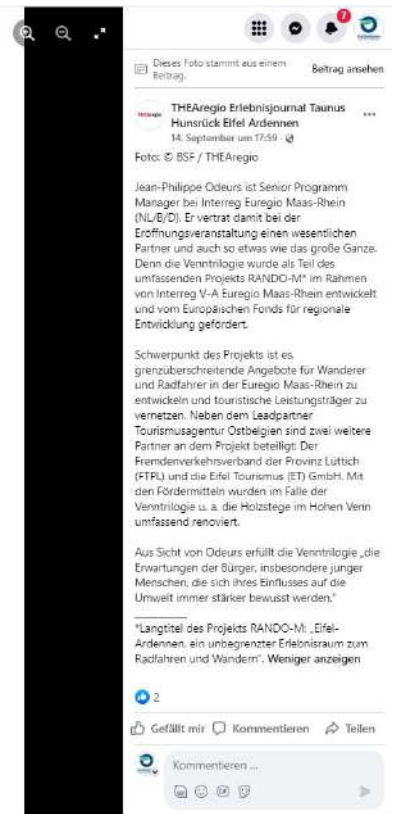 7
Dieses Foto stammt aus einem
Beitrag.
Beitrag ansehen
THEAregio
THEAregio Erlebnisjournal Taunus
Hunsrück Eifel Ardennen
14. September um 17:59 ·
Foto: © BSF / THEAregio
Jean-Philippe Odeurs ist Senior Programm
Manager bei Interreg Euregio Maas-Rhein
(NL/B/D). Er vertrat damit bei der
Eröffnungsveranstaltung einen wesentlichen
Partner und auch so etwas wie das große Ganze.
Denn die Venntrilogie wurde als Teil des
umfassenden Projekts RANDO-M* im Rahmen
von Interreg V-A Euregio Maas-Rhein entwickelt
und vom Europäischen Fonds für regionale
Entwicklung gefördert.
Schwerpunkt des Projekts ist es,
grenzüberschreitende Angebote für Wanderer
und Radfahrer in der Euregio Maas-Rhein zu
entwickeln und touristische Leistungsträger zu
vernetzen. Neben dem Leadpartner
Tourismusagentur Ostbelgien sind zwei weitere
Partner an dem Projekt beteiligt: Der
Fremdenverkehrsverband der Provinz Lüttich
(FTPL) und die Eifel Tourismus (ET) GmbH. Mit
den Fördermitteln wurden im Falle der
Venntrilogie u. a. die Holzstege im Hohen Venn
umfassend renoviert.
Aus Sicht von Odeurs erfüllt die Venntrilogie „die
Erwartungen der Bürger, insbesondere junger
Menschen, die sich ihres Einflusses auf die
Umwelt immer stärker bewusst werden."
*Langtitel des Projekts RANDO-M: „Eifel-
Ardennen, ein unbegrenzter Erlebnisraum zum
Radfahren und Wandern". Weniger anzeigen
2
Gefällt mir Kommentieren Teilen
Kommentieren ...